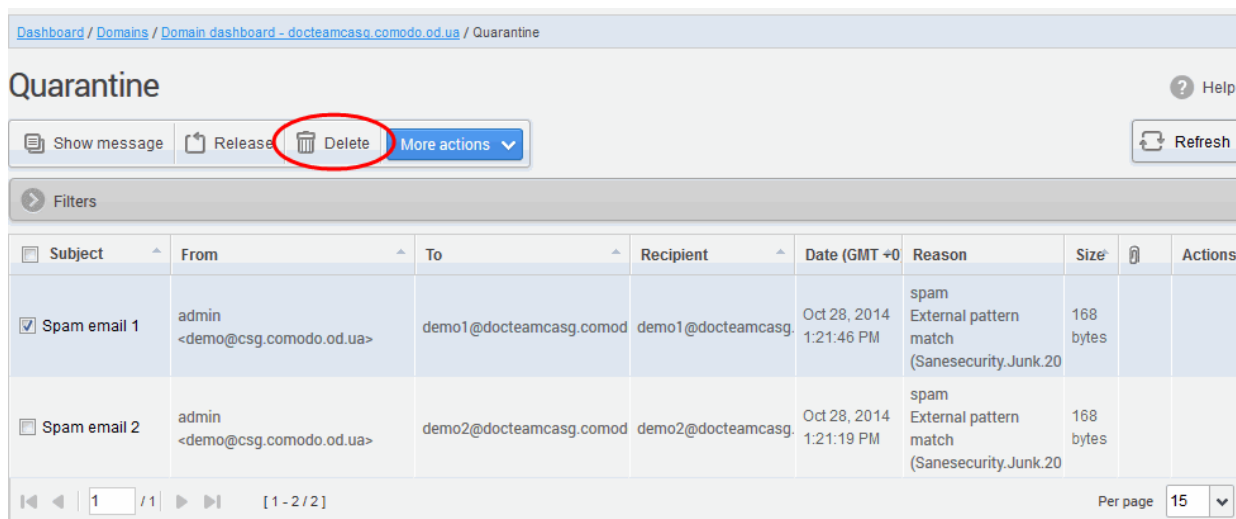 Dashboard / Domains / Domain dashboard - docteamcasg.comodo.od.ua / Quarantine
Quarantine
Help
Show message Release Delete More actions Refresh
Filters
Subject From To Recipient Date (GMT +0 Reason Size Actions
Spam email 1 admin <demo@csg.comodo.od.ua> demo1@docteamcasg.comod demo1@docteamcasg. Oct 28, 2014 1:21:46 PM spam External pattern match (Sanesecurity.Junk.20 168 bytes
Spam email 2 admin <demo@csg.comodo.od.ua> demo2@docteamcasg.comod demo2@docteamcasg. Oct 28, 2014 1:21:19 PM spam External pattern match (Sanesecurity.Junk.20 168 bytes
1 / 1 [ 1 - 2 / 2 ] Per page 15